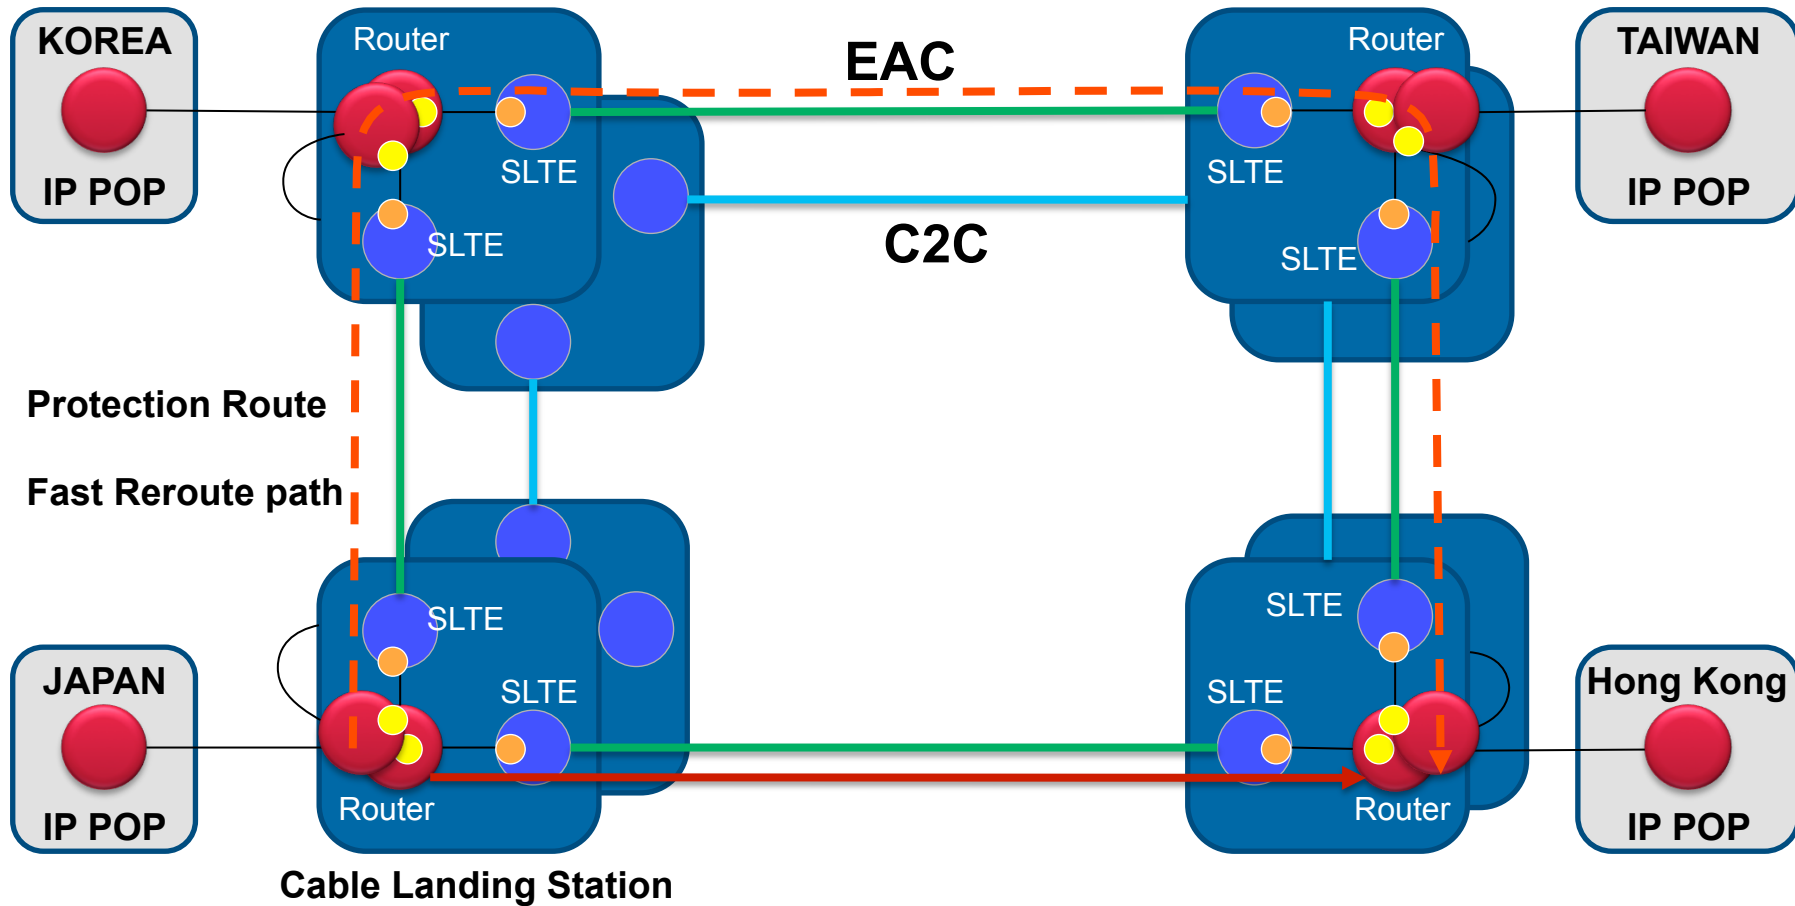 KOREA
IP POP
Router
SLTE
SLTE
EAC
C2C
Router
SLTE
SLTE
TAIWAN
IP POP
Protection Route
Fast Reroute path
JAPAN
IP POP
SLTE
SLTE
Router
Cable Landing Station
SLTE
SLTE
Router
Hong Kong
IP POP